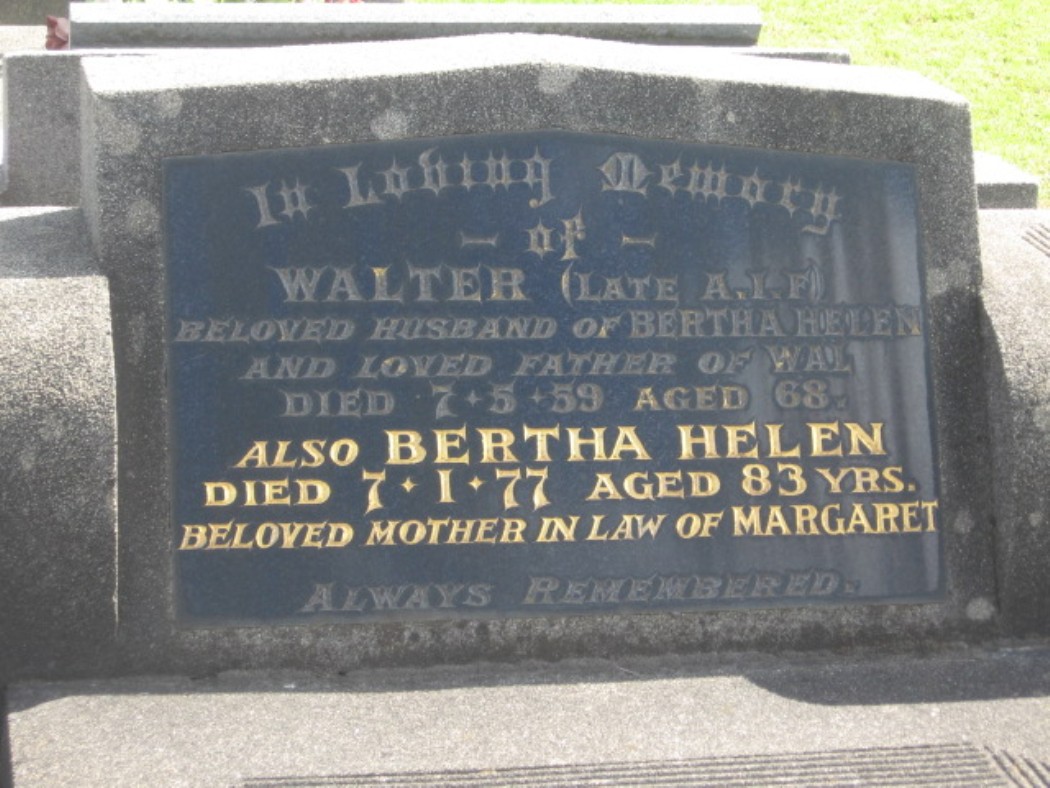 In Loving Memory
- of -
WALTER (LATE A.I.F)
BELOVED HUSBAND OF BERTHA HELEN
AND LOVED FATHER OF WAL
DIED 7·5·59 AGED 68.
ALSO BERTHA HELEN
DIED 7·1·77 AGED 83 YRS.
BELOVED MOTHER IN LAW OF MARGARET
ALWAYS REMEMBERED.